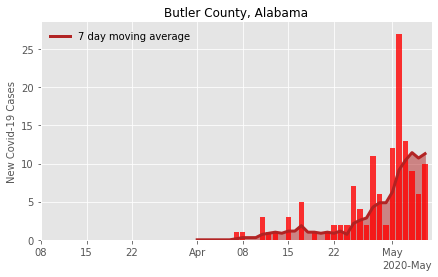 Butler County, Alabama
7 day moving average
New Covid-19 Cases
25
20
15
10
5
0
08 15 22 Apr 08 15 22 May
2020-May